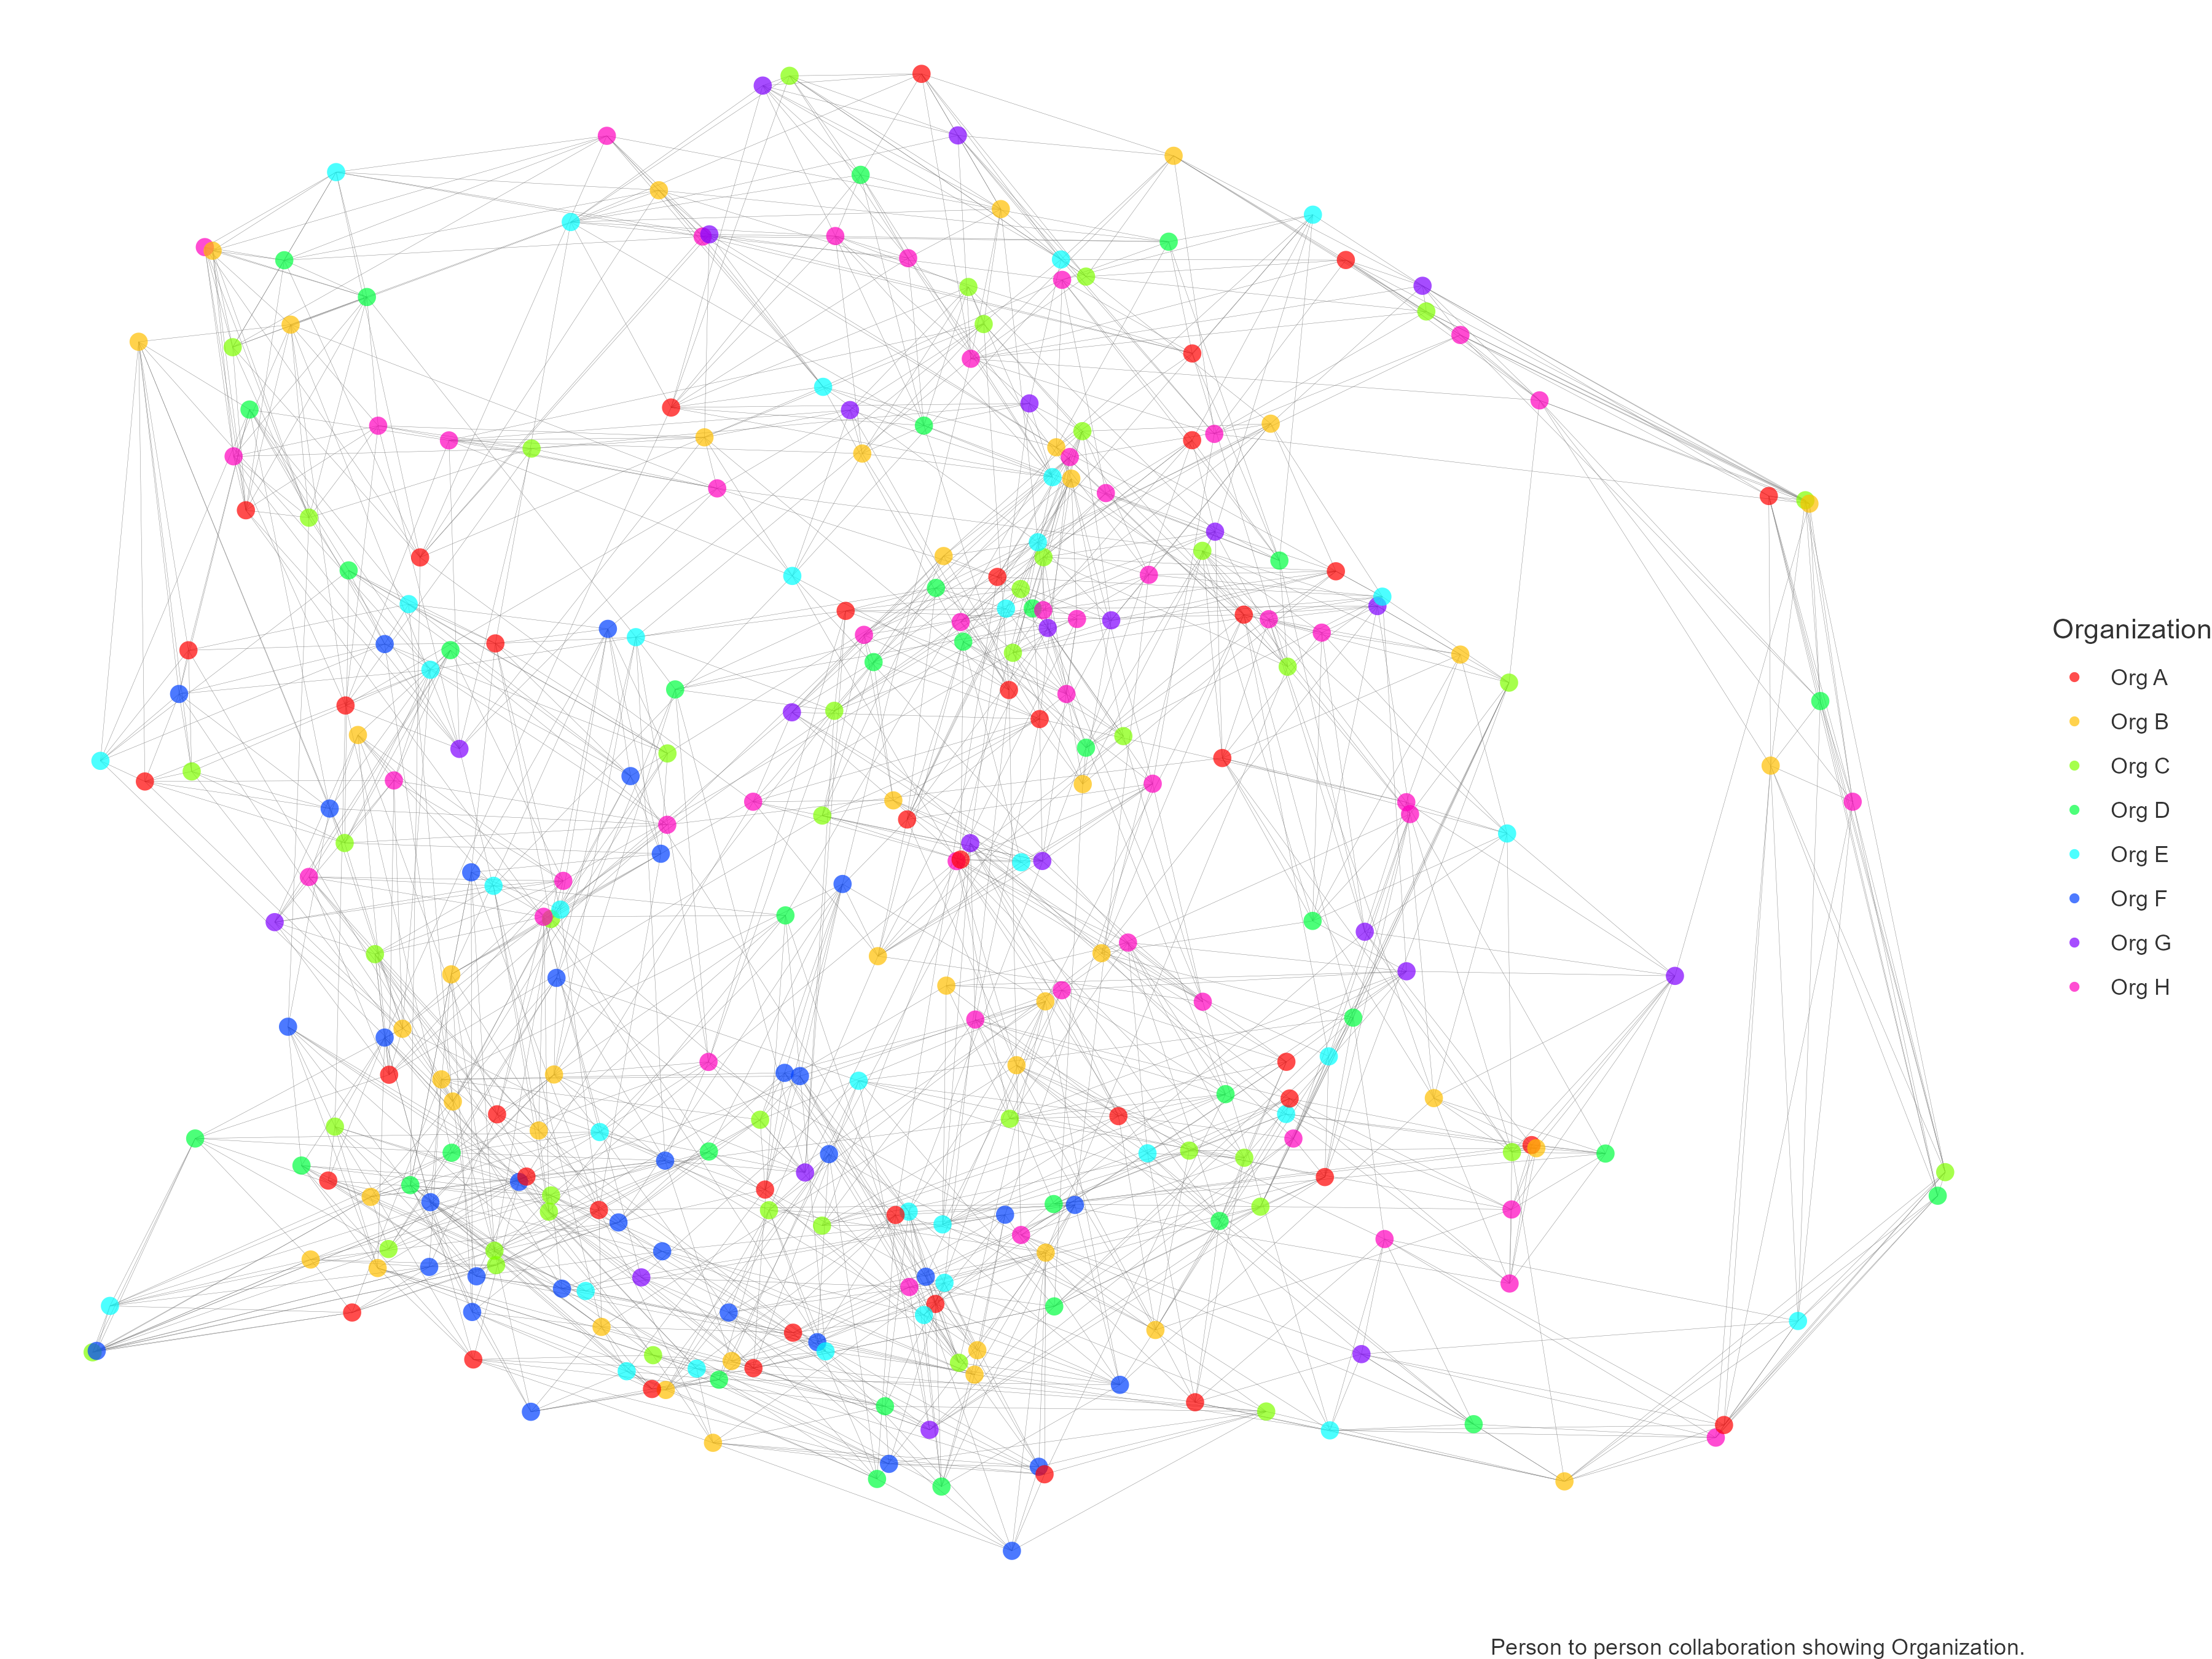 Organization
Org A
Org B
Org C
Org D
Org E
Org F
Org G
Org H
Person to person collaboration showing Organization.